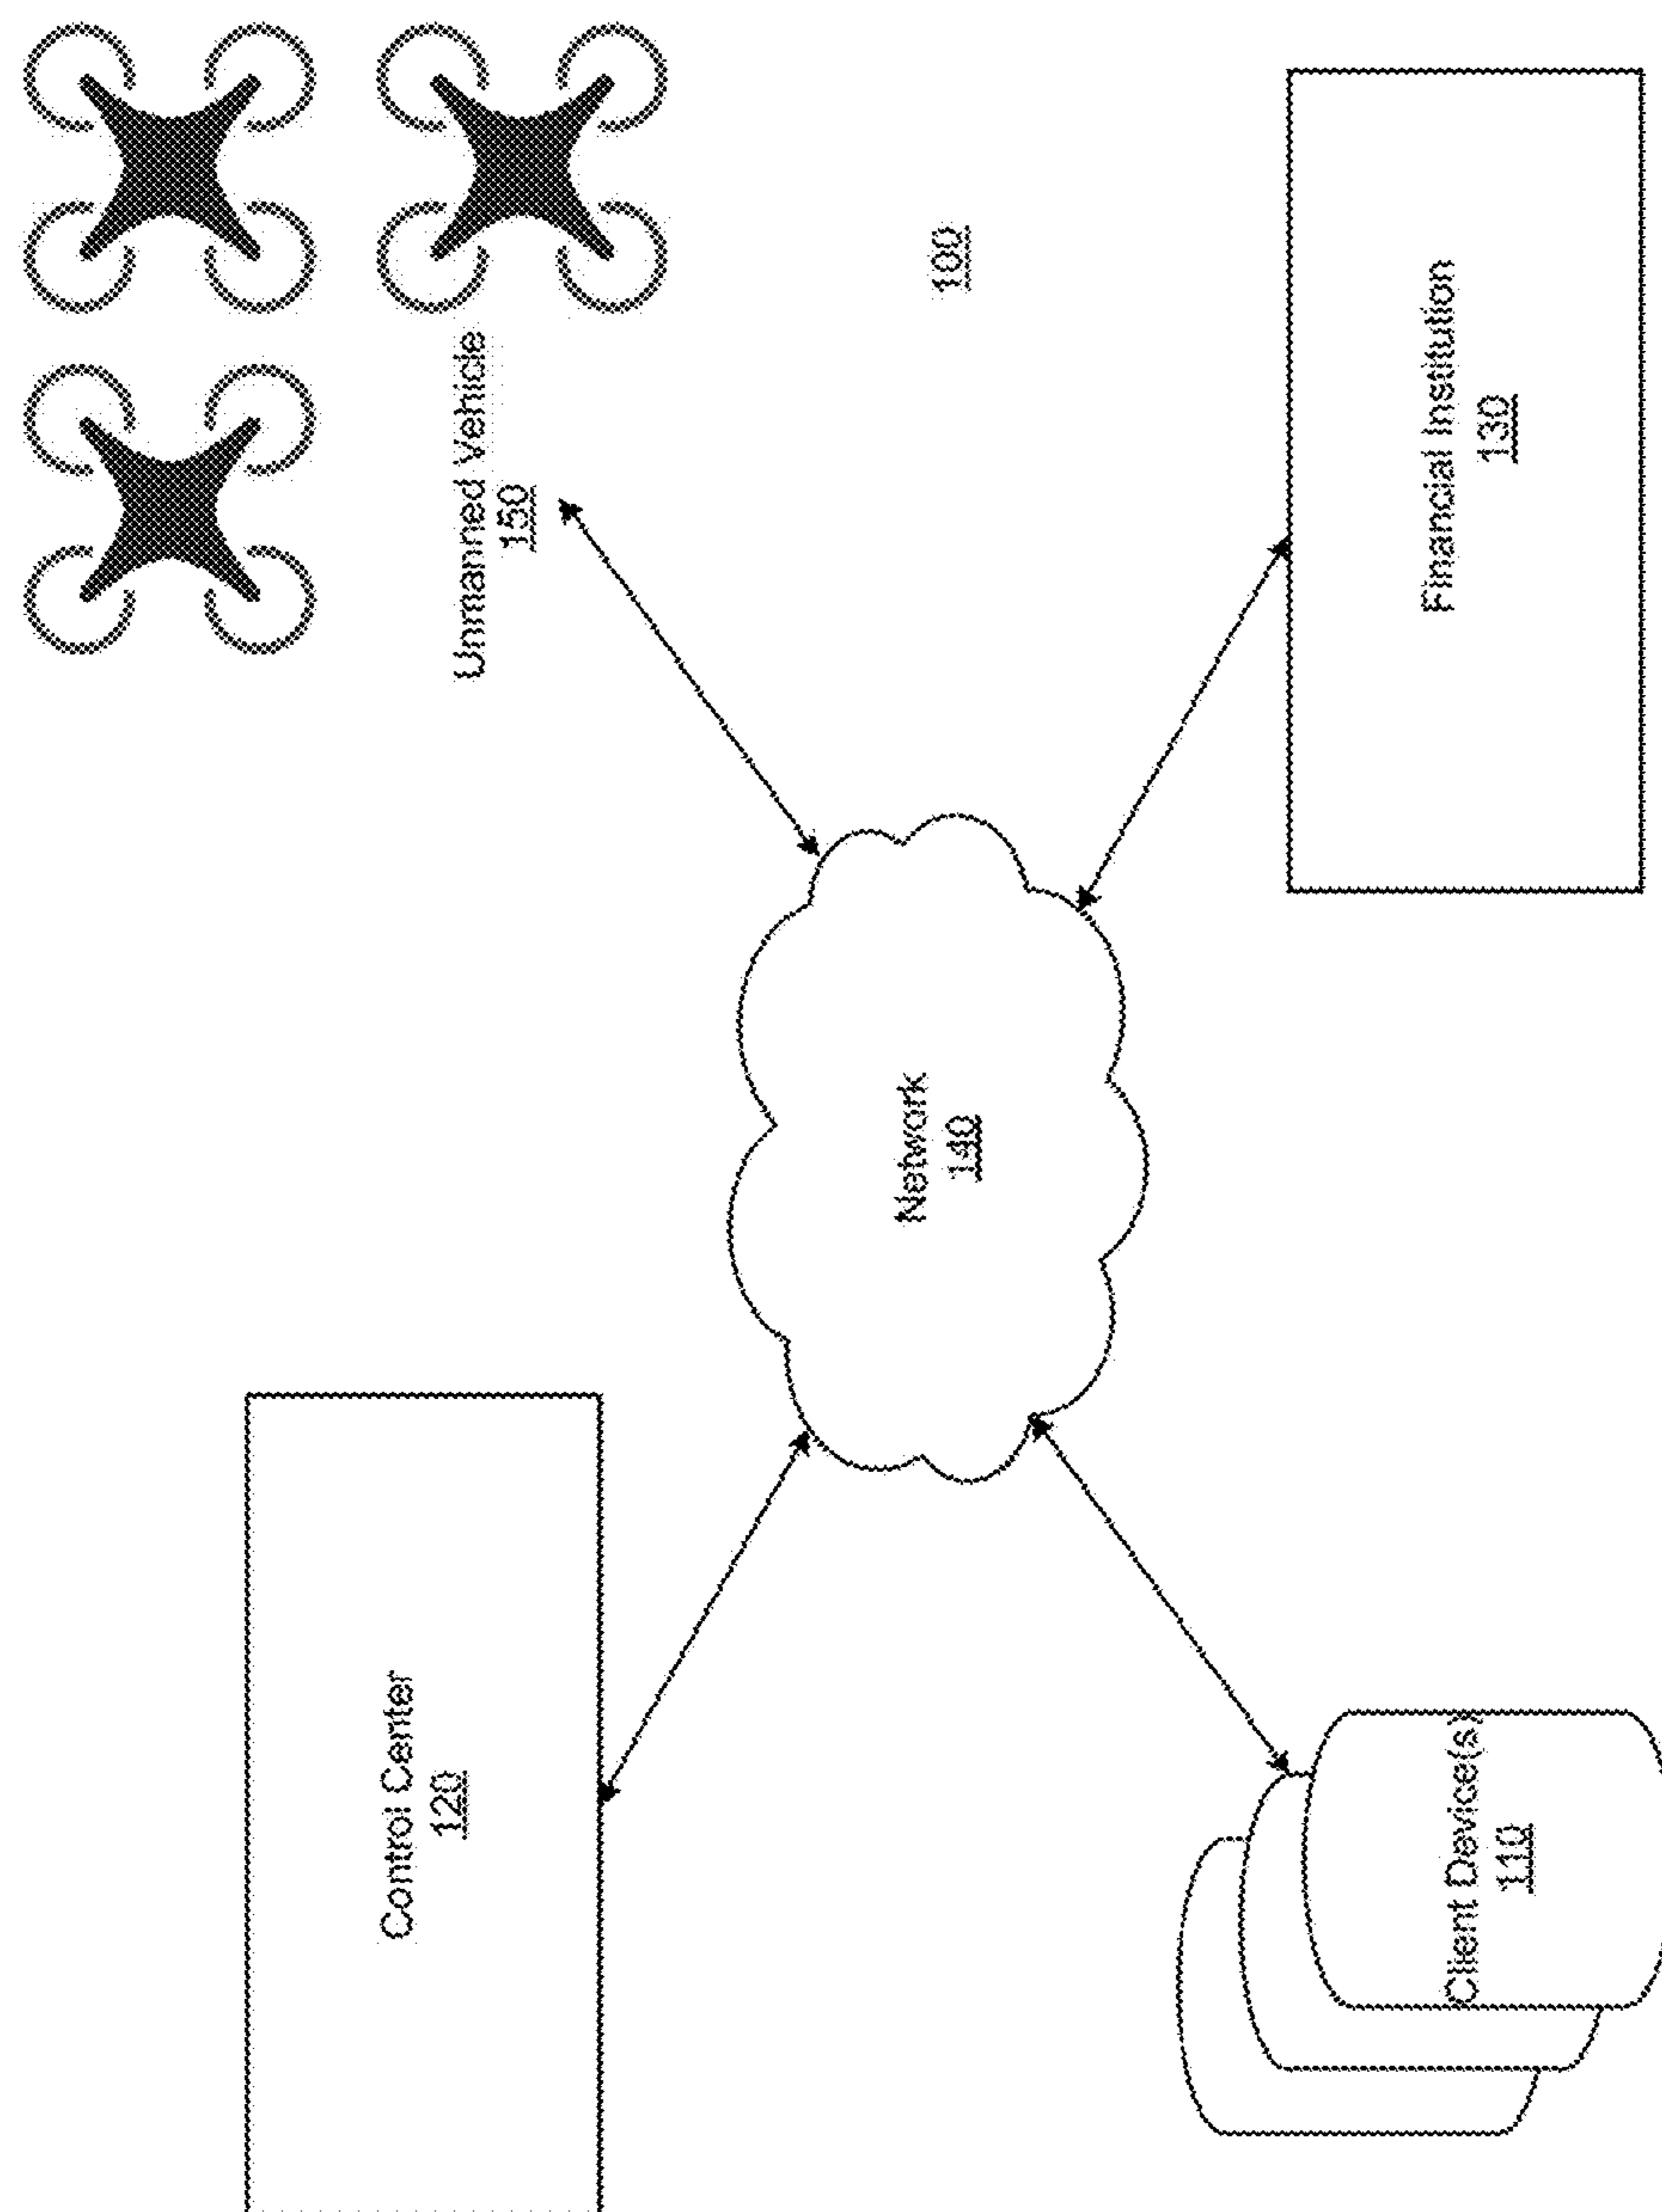 Control Center
120
Unmanned Vehicle
150
Network
140
100
Client Device(s)
110
Financial Institution
130